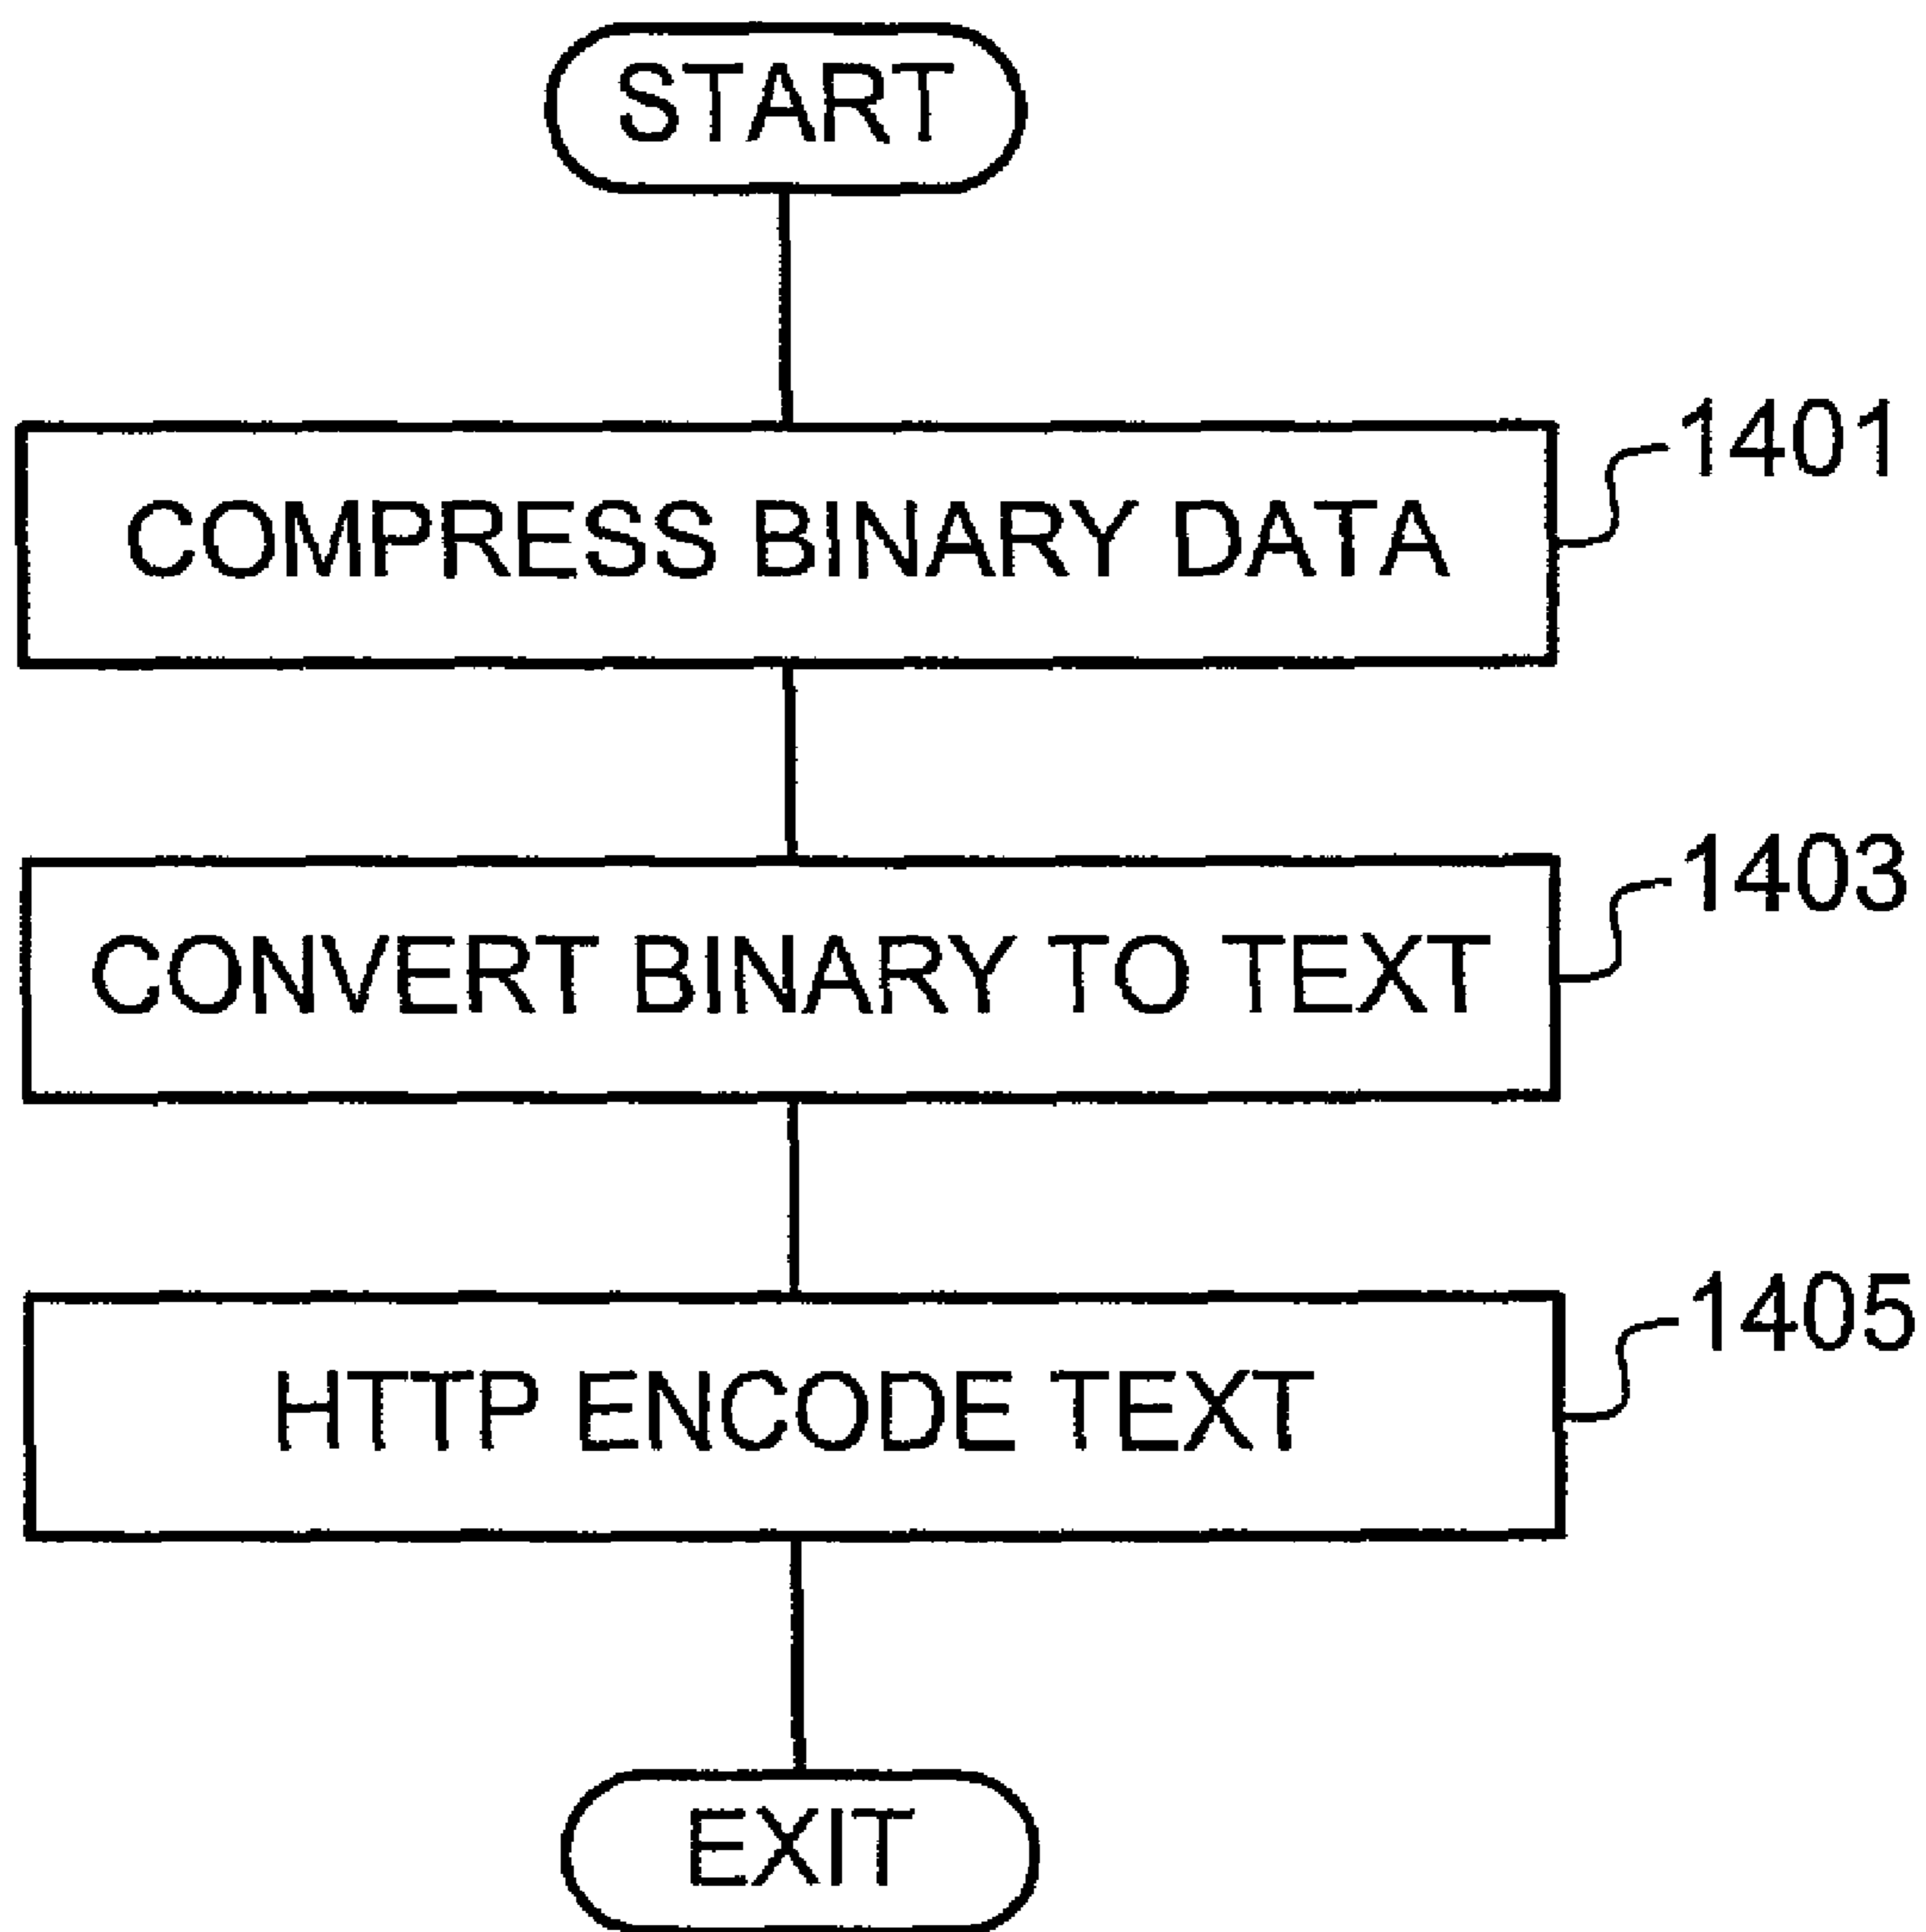 START
1401
COMPRESS BINARY DATA
1403
CONVERT BINARY TO TEXT
1405
HTTP ENCODE TEXT
EXIT